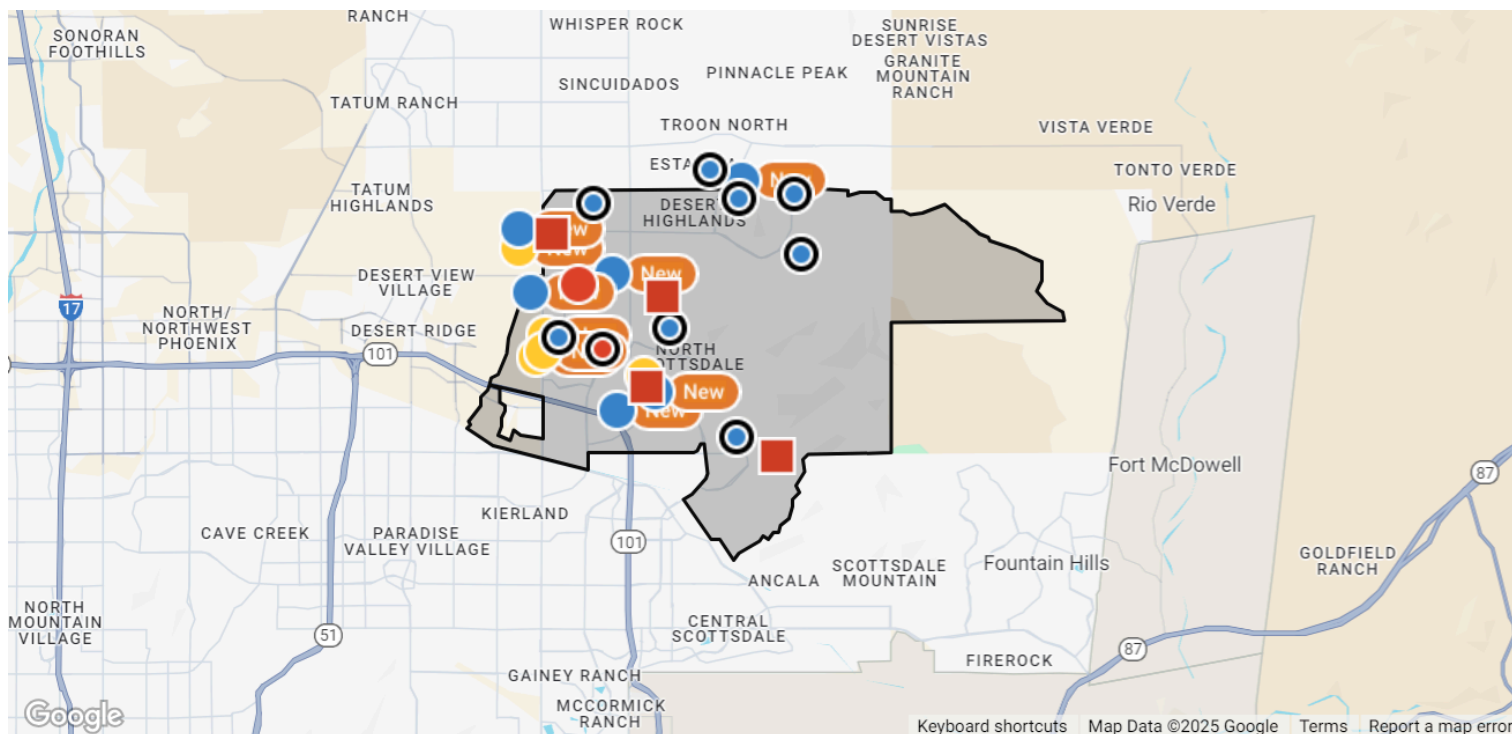 RANCH
WHISPER ROCK
SUNRISE
DESERT VISTAS
SONORAN
FOOTHILLS
GRANITE
MOUNTAIN
RANCH
PINNACLE PEAK
SINCUIDADOS
TATUM RANCH
TROON NORTH
VISTA VERDE
TONTO VERDE
New
TATUM
HIGHLANDS
HIGHLANDS
Rio Verde
New
New
DESERT VIEW
VILLAGE
New
17
NORTH/
NORTHWEST
PHOENIX
DESERT RIDGE
101
NORTH
New
New
Fort McDowell
87
KIERLAND
CAVE CREEK
PARADISE
VALLEY VILLAGE
101
GOLDFIELD
RANCH
Fountain Hills
SCOTTSDALE
MOUNTAIN
ANCALA
NORTH
MOUNTAIN
VILLAGE
51
CENTRAL
SCOTTSDALE
87
FIREROCK
GAINEY RANCH
MCCORMICK
RANCH
Google
Keyboard shortcuts
Map Data ©2025 Google
Terms
Report a map error